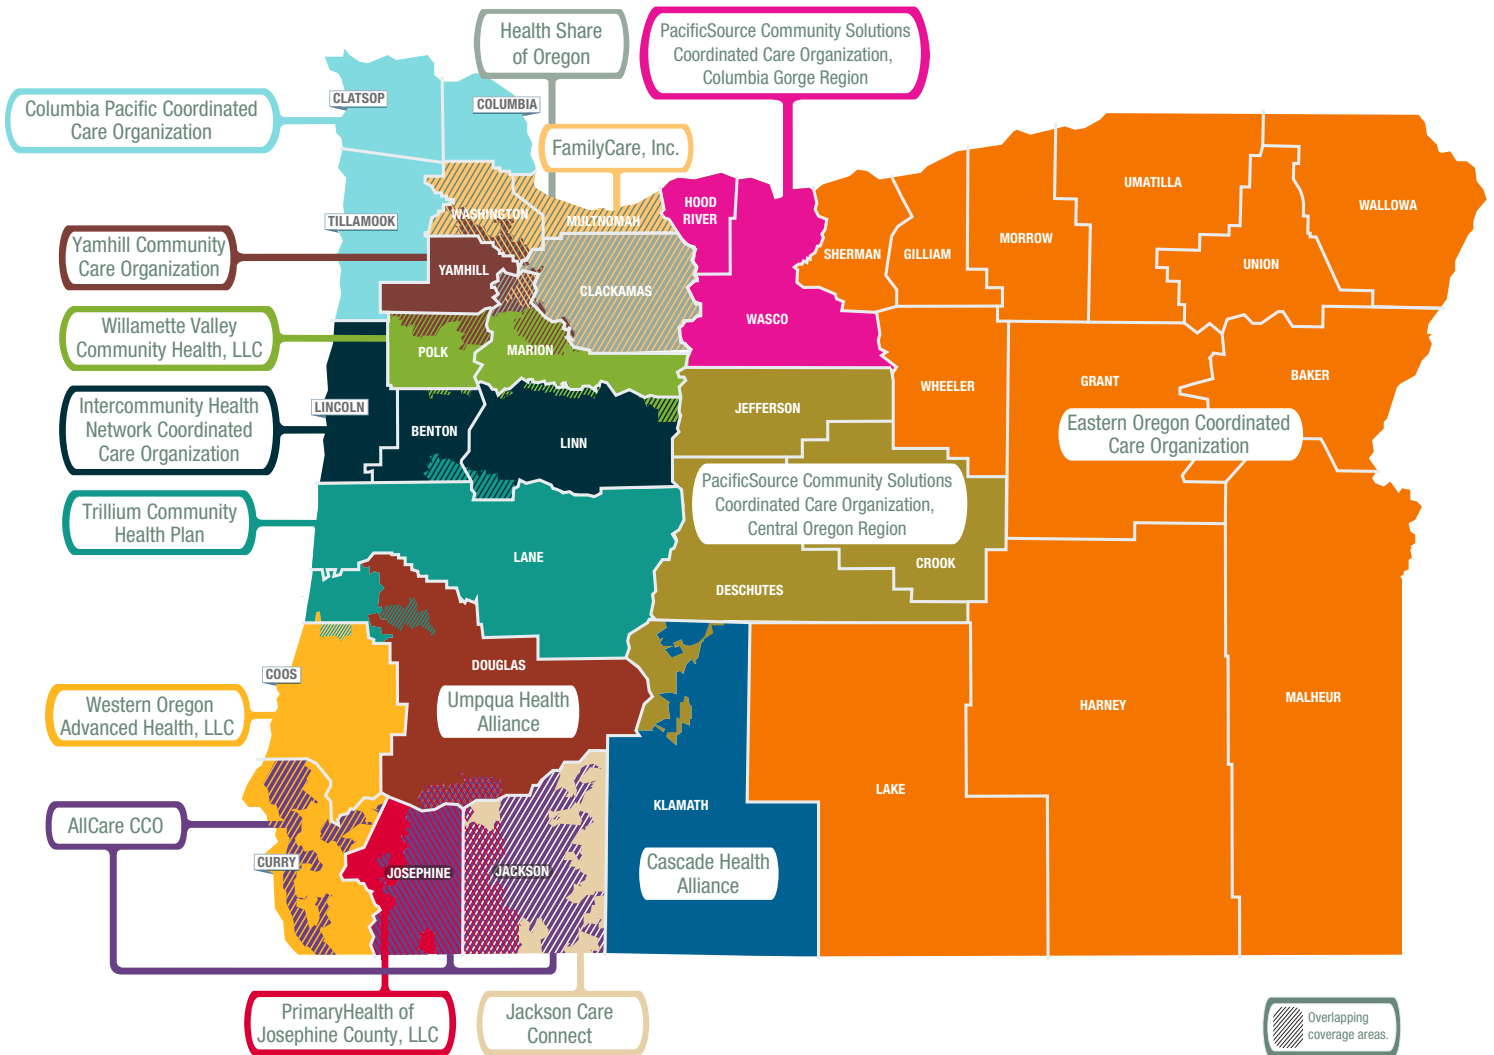 Health Share
of Oregon
PacificSource Community Solutions
Coordinated Care Organization,
Columbia Gorge Region
Columbia Pacific Coordinated
Care Organization
CLATSOP
COLUMBIA
FamilyCare, Inc.
UMATILLA
WALLOWA
HOOD
RIVER
WASHINGTON
MULTNOMAH
TILLAMOOK
Yamhill Community
Care Organization
YAMHILL
SHERMAN
GILLIAM
MORROW
UNION
CLACKAMAS
WASCO
Willamette Valley
Community Health, LLC
POLK
MARION
WHEELER
GRANT
BAKER
Intercommunity Health
Network Coordinated
Care Organization
LINCOLN
BENTON
LINN
JEFFERSON
Eastern Oregon Coordinated
Care Organization
PacificSource Community Solutions
Coordinated Care Organization,
Central Oregon Region
Trillium Community
Health Plan
LANE
CROOK
DESCHUTES
COOS
DOUGLAS
Western Oregon
Advanced Health, LLC
Umpqua Health
Alliance
HARNEY
MALHEUR
AllCare CCO
KLAMATH
LAKE
CURRY
JOSEPHINE
JACKSON
Cascade Health
Alliance
PrimaryHealth of
Josephine County, LLC
Jackson Care
Connect
Overlapping
coverage areas.